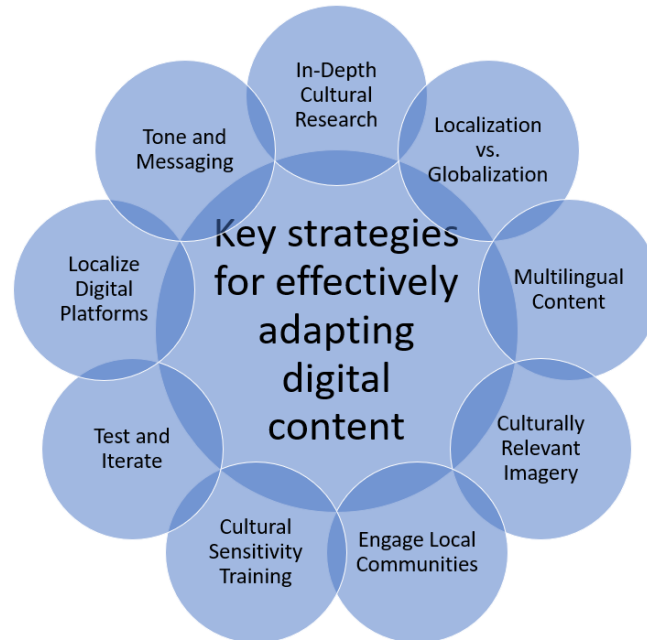 In-Depth
Cultural
Research
Localization
vs.
Globalization
Multilingual
Content
Culturally
Relevant
Imagery
Engage Local
Communities
Cultural
Sensitivity
Training
Test and
Iterate
Localize
Digital
Platforms
Tone and
Messaging
Key strategies
for effectively
adapting
digital
content